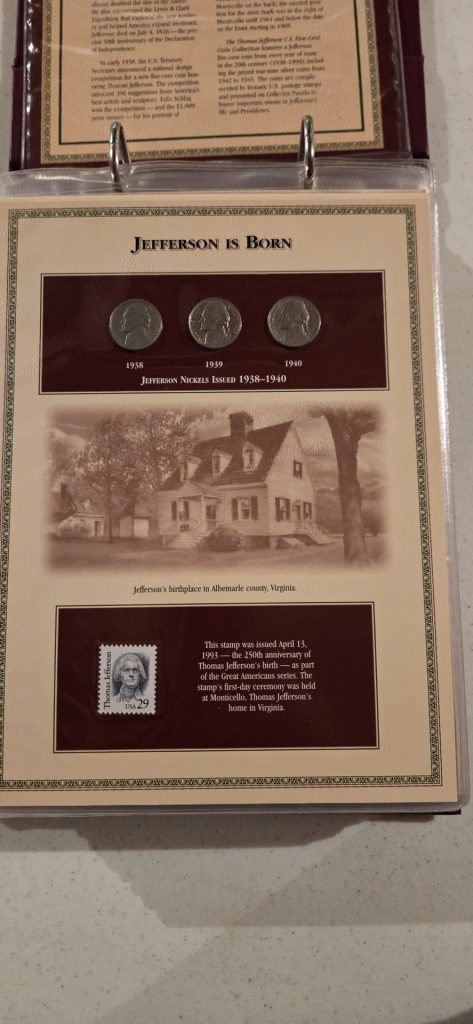 almost doubled the size of the nation.
He also encouraged the Lewis & Clark
Expedition that explored the new territory
and helped America expand westward.
Jefferson died on July 4, 1826 — the precise
50th anniversary of the Declaration
of Independence.
In early 1938, the U.S. Treasury
Secretary announced a national design
competition for a new five-cent coin honoring
Thomas Jefferson. The competition
attracted 390 suggestions from America's
best artists and sculptors. Felix Schlag
won the competition — and the $1,000
prize money — for his portrait of
Monticello on the back; the
for the mint mark was to the right of
Monticello until 1964 and below the date
on the front starting in 1968.
The Thomas Jefferson U.S. Five Cent
Coin Collection features a Jefferson
five-cent coin from every year of issue
in the 20th century (1938-1999), including
the prized war-time silver coins from
1942 to 1945. The coins are complemented
by historic U.S. postage stamps
and presented on Collector Panels to
honor important events in Jefferson's
life and Presidency.
JEFFERSON IS BORN
1938 1939 1940
JEFFERSON NICKELS ISSUED 1938–1940
Jefferson's birthplace in Albemarle county, Virginia.
Thomas Jefferson
USA 29
This stamp was issued April 13,
1993 — the 250th anniversary of
Thomas Jefferson's birth — as part
of the Great Americans series. The
stamp's first-day ceremony was held
at Monticello, Thomas Jefferson's
home in Virginia.